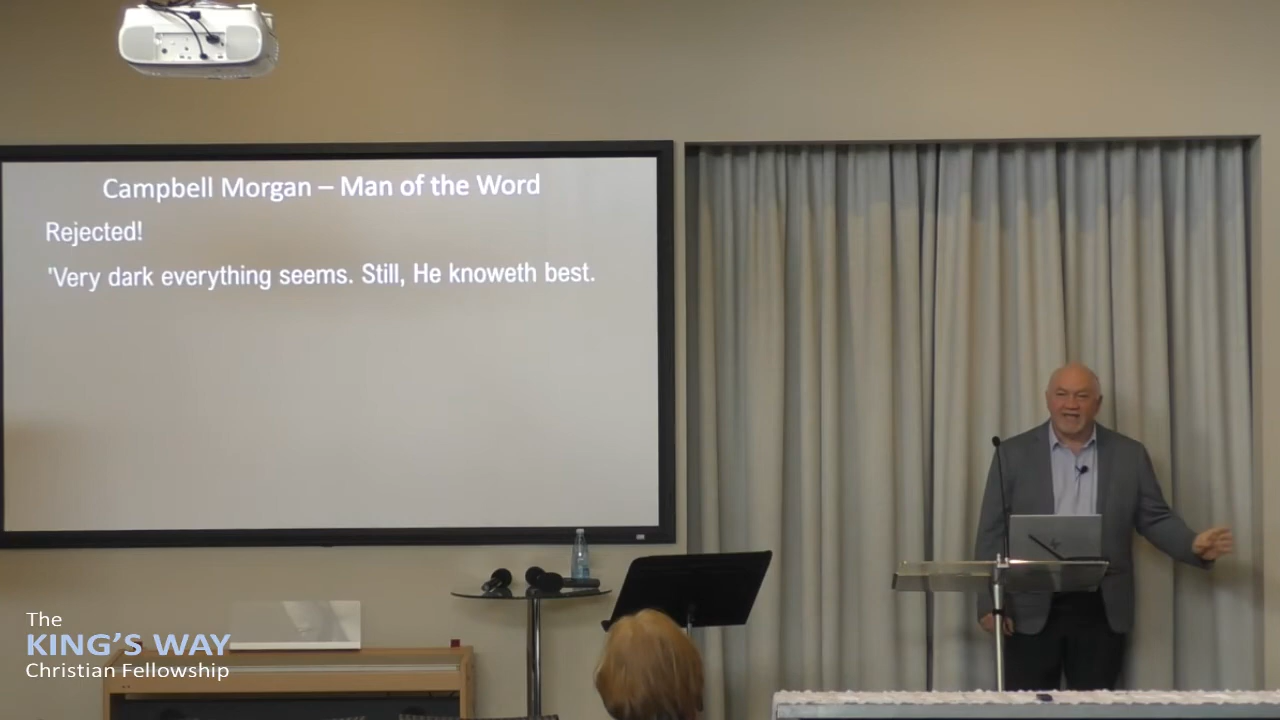 Campbell Morgan – Man of the Word
Rejected!
'Very dark everything seems. Still, He knoweth best.
The
KING'S WAY
Christian Fellowship